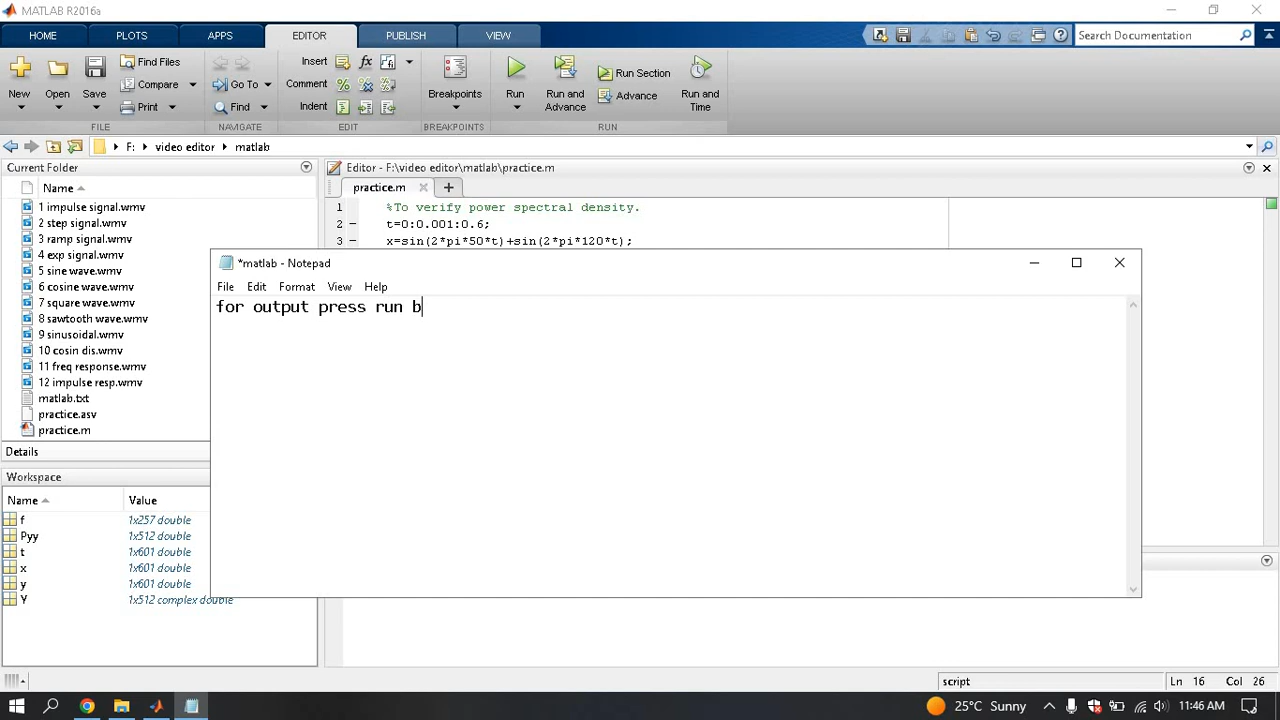 MATLAB R2016a
HOME PLOTS APPS EDITOR PUBLISH VIEW Search Documentation
New Open Save Find Files Compare Print
Go To Find
Insert Comment Indent
Breakpoints
Run Run and Advance Run Section Advance Run and Time
FILE NAVIGATE EDIT BREAKPOINTS RUN
F: video editor matlab
Current Folder
Name
1 impulse signal.wmv
2 step signal.wmv
3 ramp signal.wmv
4 exp signal.wmv
5 sine wave.wmv
6 cosine wave.wmv
7 square wave.wmv
8 sawtooth wave.wmv
9 sinusoidal.wmv
10 cosin dis.wmv
11 freq response.wmv
12 impulse resp.wmv
matlab.txt
practice.asv
practice.m
Details
Workspace
Name Value
f 1x257 double
Pyy 1x512 double
t 1x601 double
x 1x601 double
y 1x601 double
Y 1x512 complex double
Editor - F:\video editor\matlab\practice.m
practice.m
1 %To verify power spectral density.
2 t=0:0.001:0.6;
3 x=sin(2*pi*50*t)+sin(2*pi*120*t);
*matlab - Notepad
File Edit Format View Help
for output press run b
script Ln 16 Col 26
25°C Sunny 11:46 AM